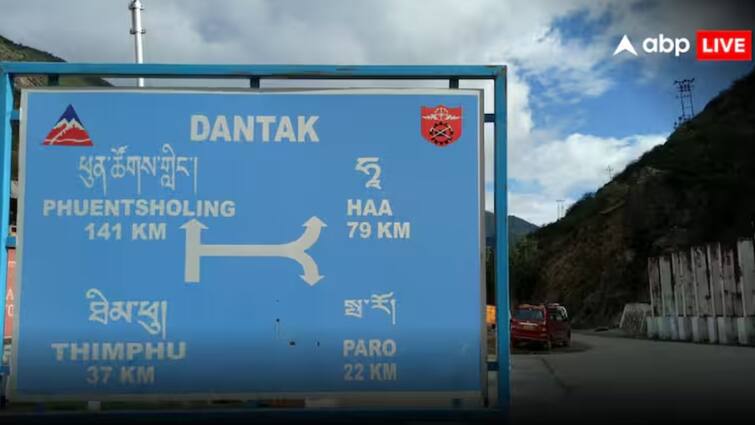 abp LIVE
DANTAK
ཕུན་ཚོགས་གླིང་།
PHUENTSHOLING
141 KM
ཧཱ
HAA
79 KM
ཐིམ་ཕུ།
THIMPHU
37 KM
སྤ་རོ།
PARO
22 KM